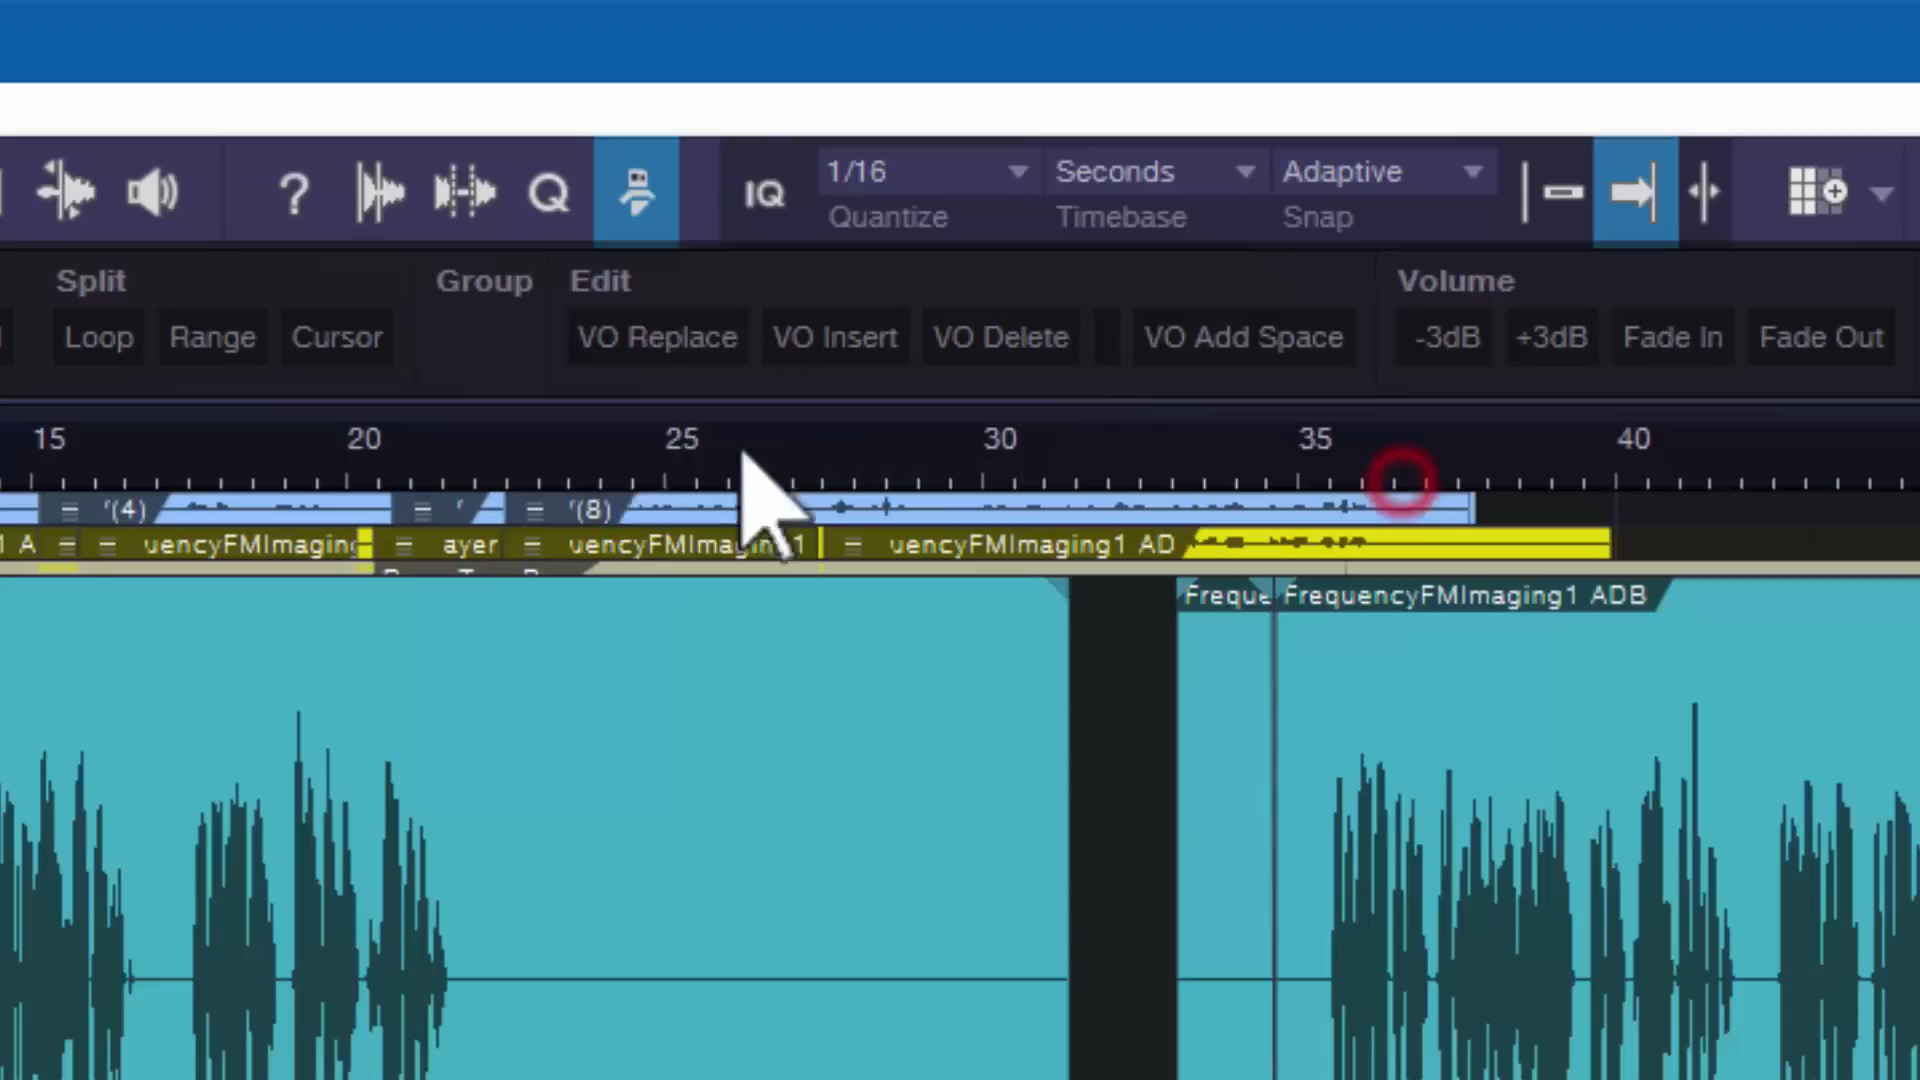 ?
Q
IQ
1/16 Seconds Adaptive
Quantize Timebase Snap
Split Group Edit Volume
Loop Range Cursor VO Replace VO Insert VO Delete VO Add Space -3dB +3dB Fade In Fade Out
15 20 25 30 35 40
'(4) ' '(8)
1 A uencyFMImaging ayer uencyFMImaging1 uencyFMImaging1 AD
Freque FrequencyFMImaging1 ADB